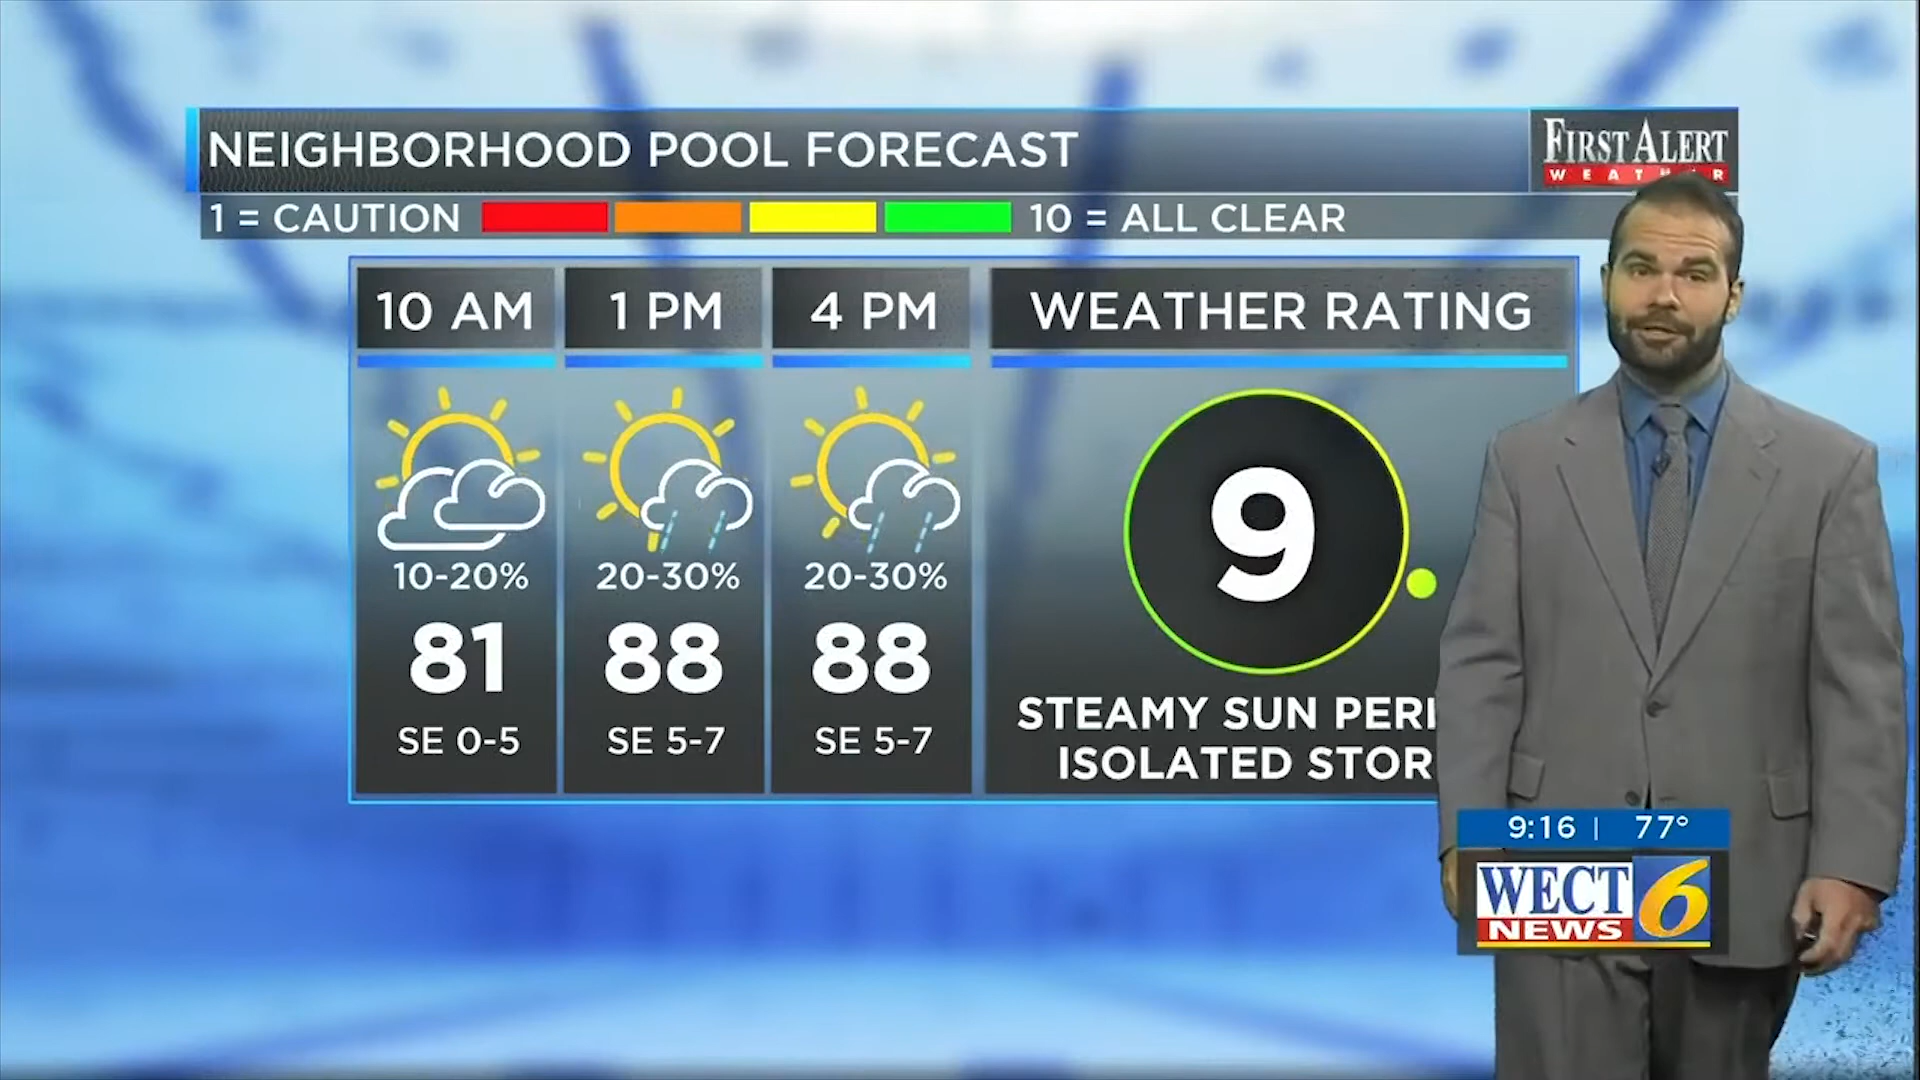 NEIGHBORHOOD POOL FORECAST
FIRST ALERT
WEATHER
1 = CAUTION
10 = ALL CLEAR
10 AM
1 PM
4 PM
WEATHER RATING
10-20%
20-30%
20-30%
9
81
88
88
SE 0-5
SE 5-7
SE 5-7
STEAMY SUN
ISOLATED
9:16 | 77°
WECT 6
NEWS